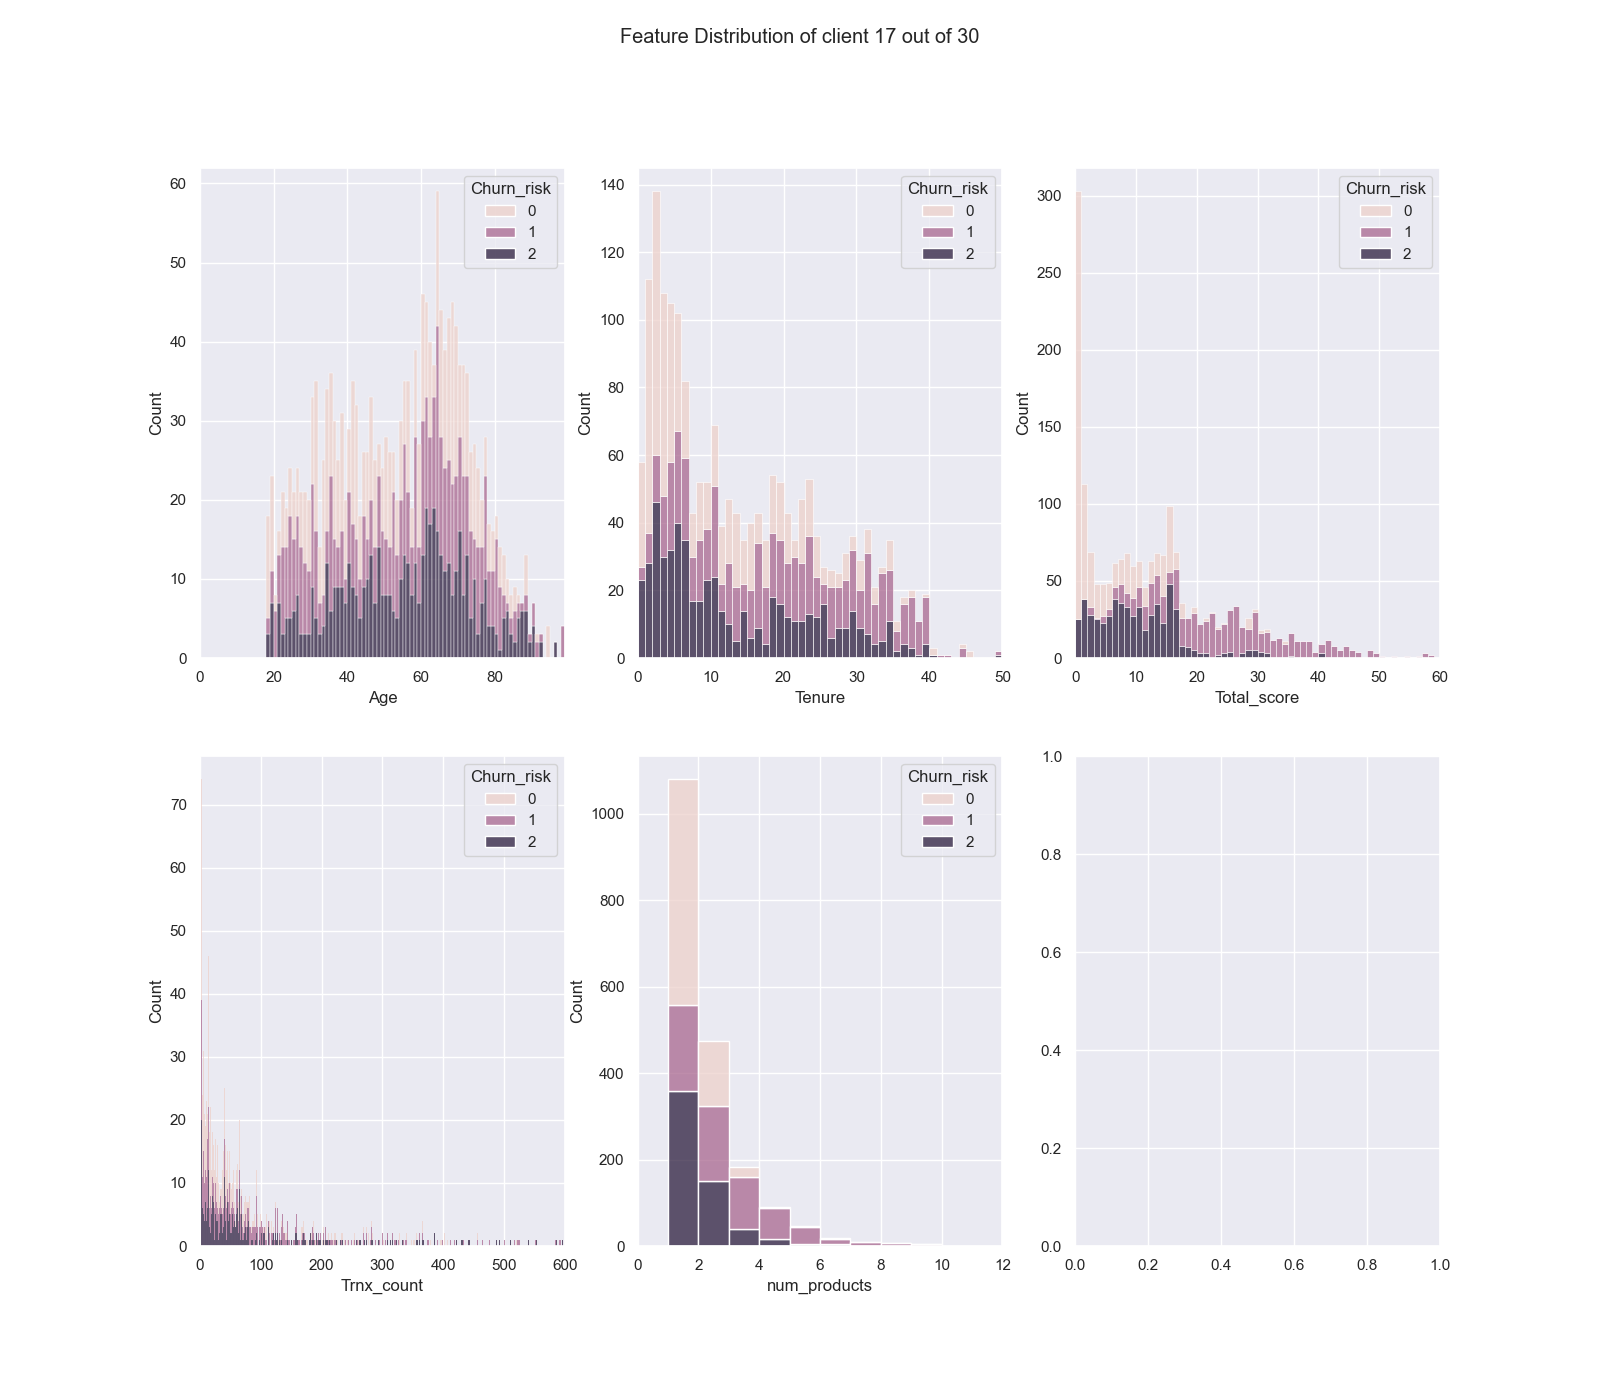 Feature Distribution of client 17 out of 30
60
50
40
30
20
10
0
Count
0 20 40 60 80
Age
Churn_risk
0
1
2
140
120
100
80
60
40
20
0
Count
0 10 20 30 40 50
Tenure
Churn_risk
0
1
2
300
250
200
150
100
50
0
Count
0 10 20 30 40 50 60
Total_score
Churn_risk
0
1
2
70
60
50
40
30
20
10
0
Count
0 100 200 300 400 500 600
Trnx_count
Churn_risk
0
1
2
1000
800
600
400
200
0
Count
0 2 4 6 8 10 12
num_products
Churn_risk
0
1
2
1.0
0.8
0.6
0.4
0.2
0.0
0.0 0.2 0.4 0.6 0.8 1.0